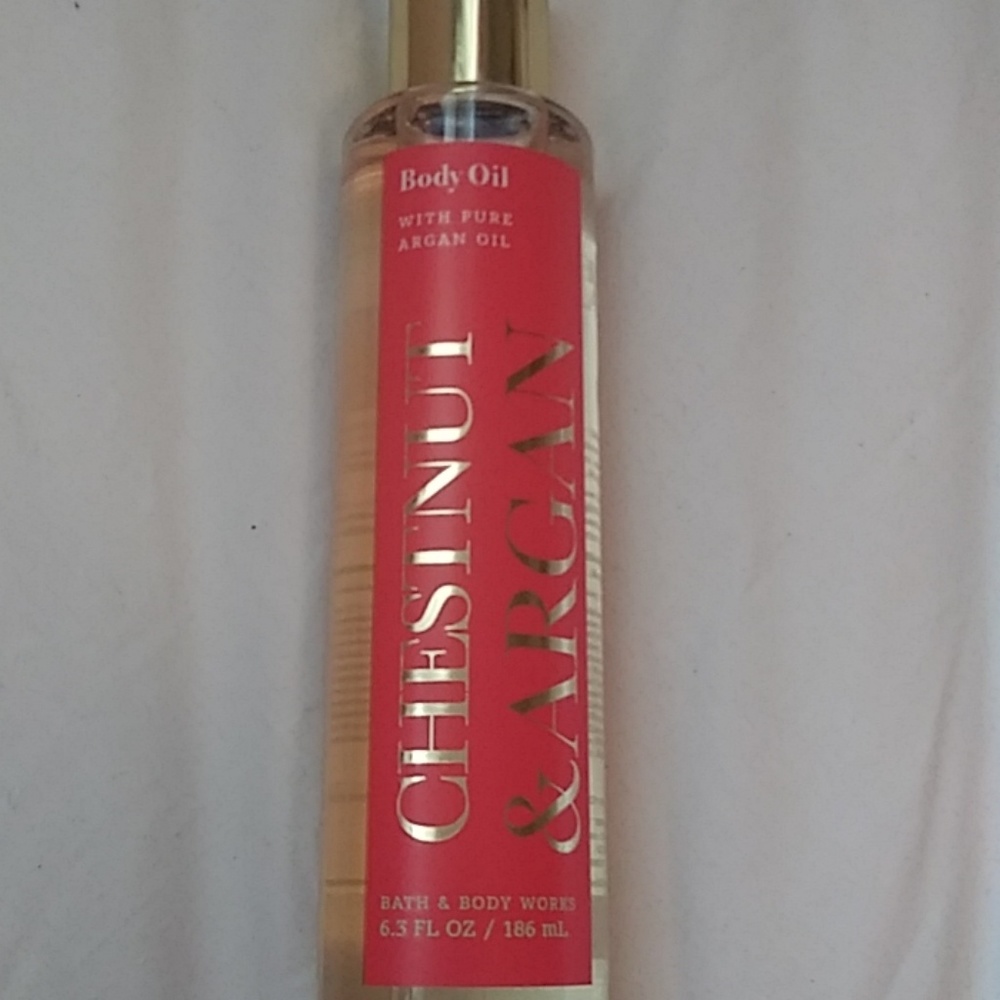 Body Oil
WITH PURE
ARGAN OIL
CHESTNUT
&ARGAN
BATH & BODY WORKS
6.3 FL OZ / 186 mL